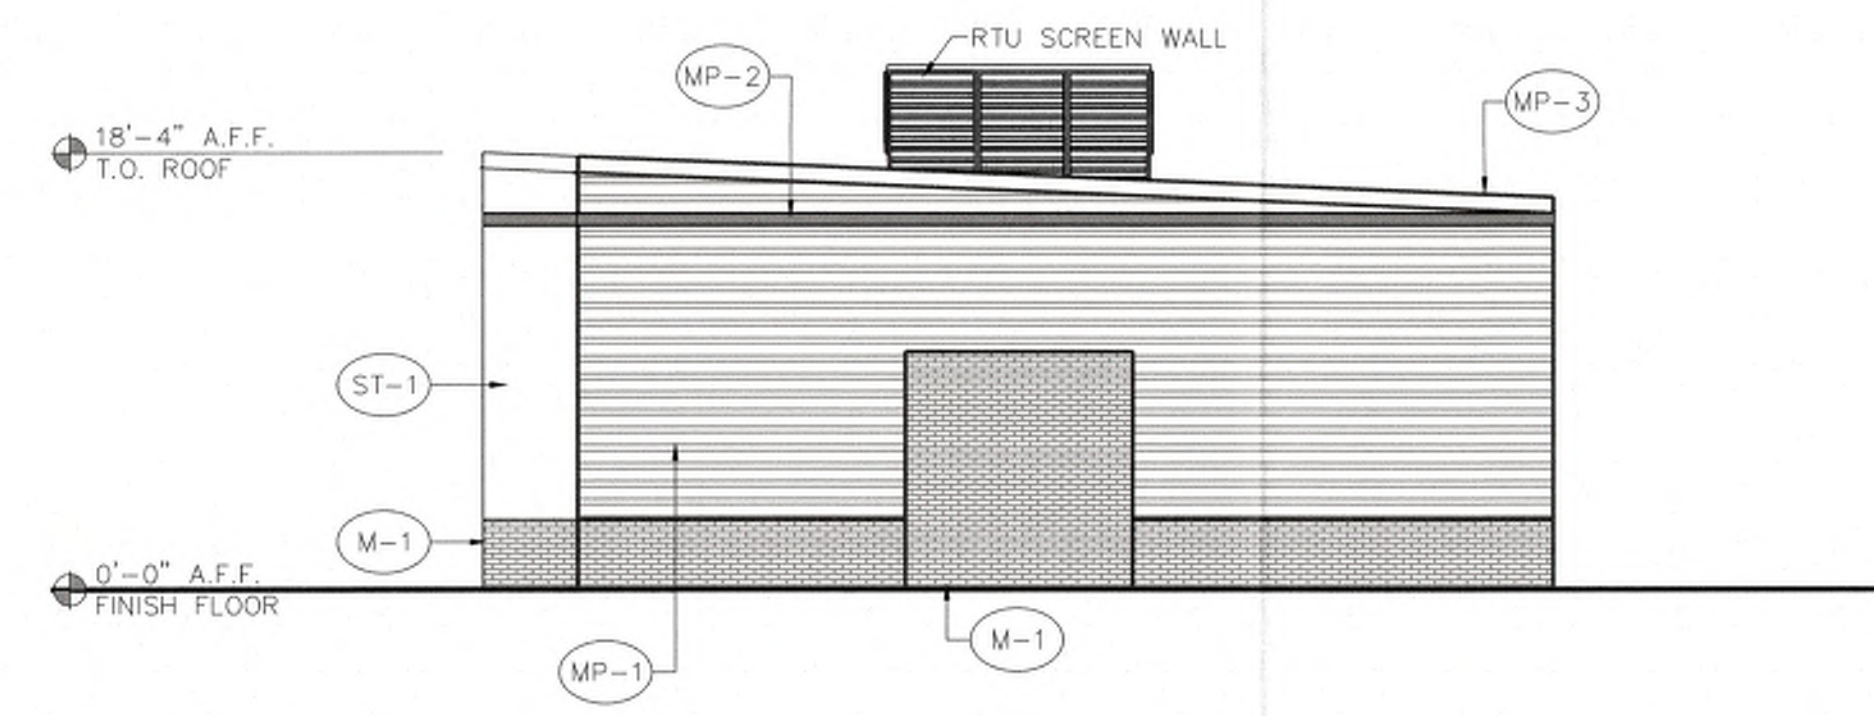 RTU SCREEN WALL
MP-2
MP-3
18'-4" A.F.F.
T.O. ROOF
ST-1
M-1
0'-0" A.F.F.
FINISH FLOOR
M-1
MP-1